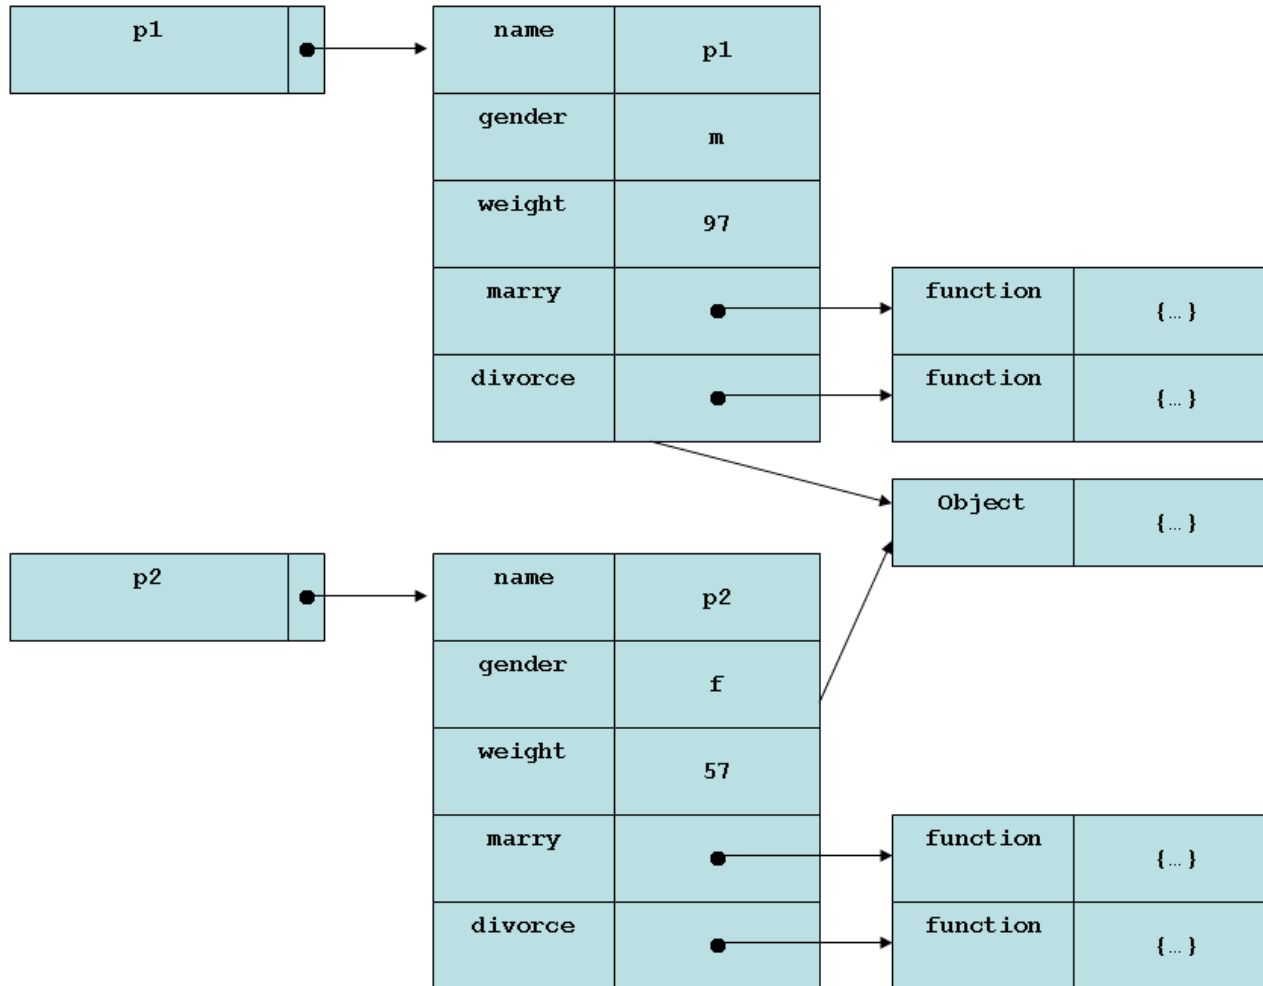 p1
name
p1
gender
m
weight
97
marry
function
{...}
divorce
function
{...}
Object
{...}
p2
name
p2
gender
f
weight
57
marry
function
{...}
divorce
function
{...}